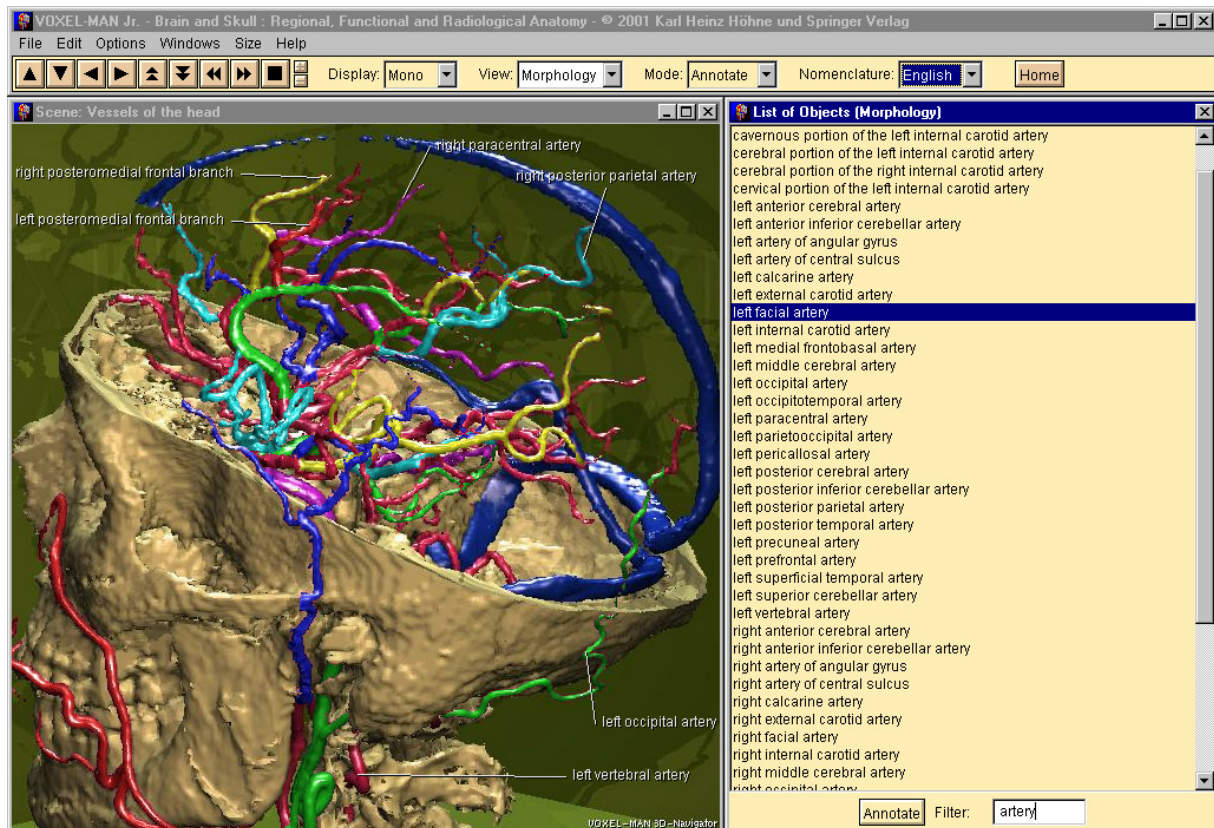 VOXEL-MAN Jr. - Brain and Skull : Regional, Functional and Radiological Anatomy - © 2001 Karl Heinz Höhne und Springer Verlag
File Edit Options Windows Size Help
Display: Mono View: Morphology Mode: Annotate Nomenclature: English Home
Scene: Vessels of the head
right paracentral artery
right posteromedial frontal branch
right posterior parietal artery
left posteromedial frontal branch
left occipital artery
left vertebral artery
VOXEL-MAN 3D-Navigator
List of Objects (Morphology)
cavernous portion of the left internal carotid artery
cerebral portion of the left internal carotid artery
cerebral portion of the right internal carotid artery
cervical portion of the left internal carotid artery
left anterior cerebral artery
left anterior inferior cerebellar artery
left artery of angular gyrus
left artery of central sulcus
left calcarine artery
left external carotid artery
left facial artery
left internal carotid artery
left medial frontobasal artery
left middle cerebral artery
left occipital artery
left occipitotemporal artery
left paracentral artery
left parietooccipital artery
left pericallosal artery
left posterior cerebral artery
left posterior inferior cerebellar artery
left posterior parietal artery
left posterior temporal artery
left precuneal artery
left prefrontal artery
left superficial temporal artery
left superior cerebellar artery
left vertebral artery
right anterior cerebral artery
right anterior inferior cerebellar artery
right artery of angular gyrus
right artery of central sulcus
right calcarine artery
right external carotid artery
right facial artery
right internal carotid artery
right middle cerebral artery
right occipital artery
Annotate Filter: artery